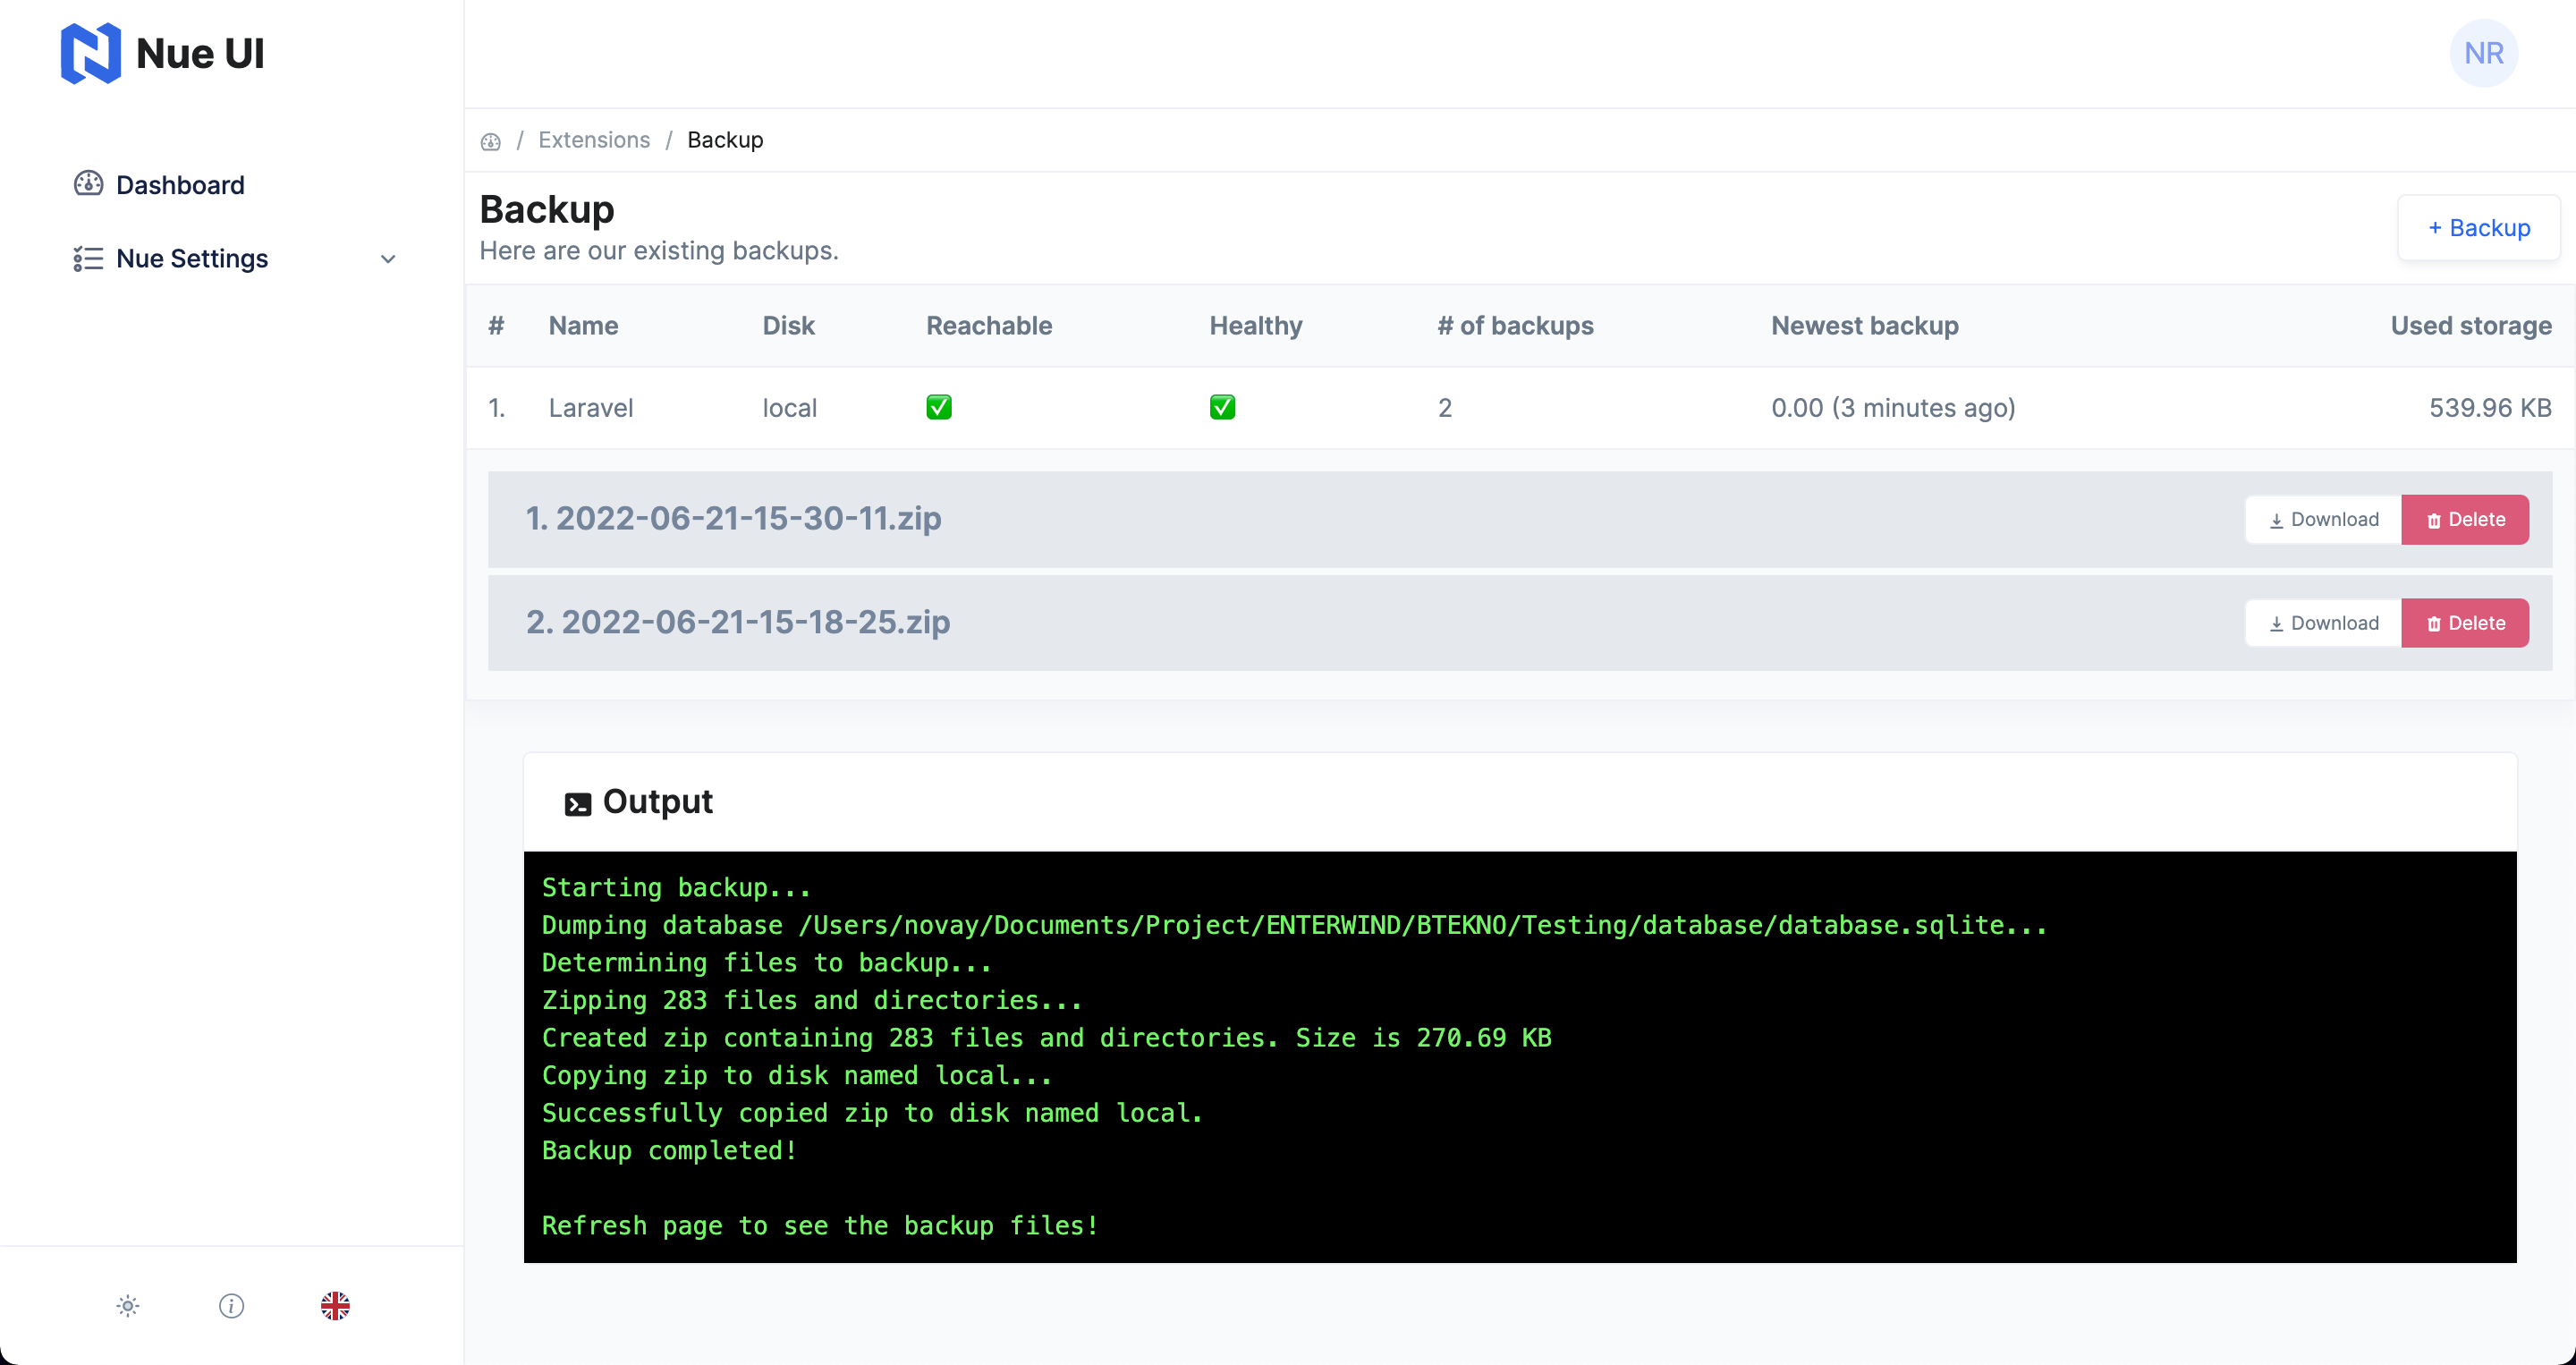 Nue UI
NR
Dashboard
Nue Settings
/ Extensions / Backup
Backup
Here are our existing backups.
+ Backup
# Name Disk Reachable Healthy # of backups Newest backup Used storage
1. Laravel local ✅ ✅ 2 0.00 (3 minutes ago) 539.96 KB
1. 2022-06-21-15-30-11.zip Download Delete
2. 2022-06-21-15-18-25.zip Download Delete
Output
Starting backup...
Dumping database /Users/novay/Documents/Project/ENTERWIND/BTEKNO/Testing/database/database.sqlite...
Determining files to backup...
Zipping 283 files and directories...
Created zip containing 283 files and directories. Size is 270.69 KB
Copying zip to disk named local...
Successfully copied zip to disk named local.
Backup completed!
Refresh page to see the backup files!